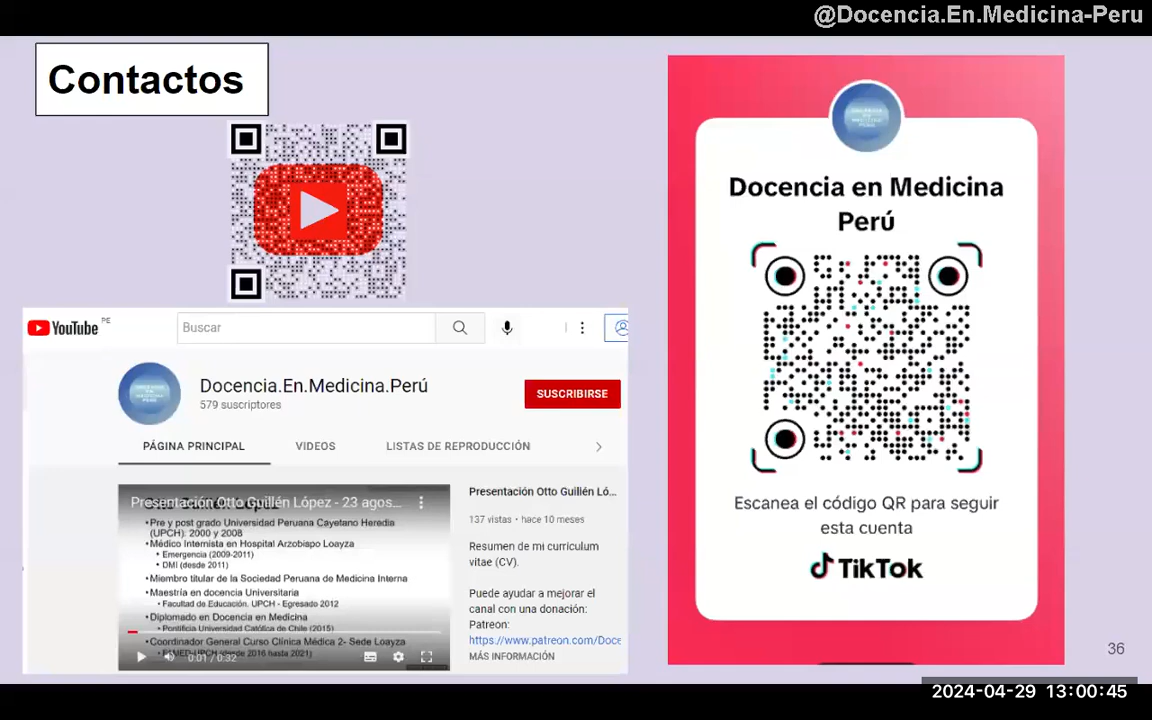 @Docencia.En.Medicina-Peru
Contactos
YouTube PE
Buscar
Docencia.En.Medicina.Perú
579 suscriptores
SUSCRIBIRSE
PÁGINA PRINCIPAL
VIDEOS
LISTAS DE REPRODUCCIÓN
Presentación Otto Guillén López - 23 agos...
•Pre y post grado Universidad Peruana Cayetano Heredia
(UPCH). 2000 y 2008
•Médico Internista en Hospital Arzobispo Loayza
• Emergencia (2009-2011)
• DMI (desde 2011)
•Miembro titular de la Sociedad Peruana de Medicina Interna
•Maestría en docencia Universitaria
• Facultad de Educación. UPCH - Egresado 2012
•Diplomado en Docencia en Medicina
• Pontificia Universidad Católica de Chile (2015)
•Coordinador General Curso Clínica Médica 2- Sede Loayza
(desde 2016 hasta 2021)
0:01 / 0:32
Presentación Otto Guillén Ló...
137 vistas • hace 10 meses
Resumen de mi curriculum
vitae (CV).
Puede ayudar a mejorar el
canal con una donación:
Patreon:
https://www.patreon.com/Doce
MÁS INFORMACIÓN
Docencia en Medicina
Perú
Escanea el código QR para seguir
esta cuenta
TikTok
36
2024-04-29 13:00:45